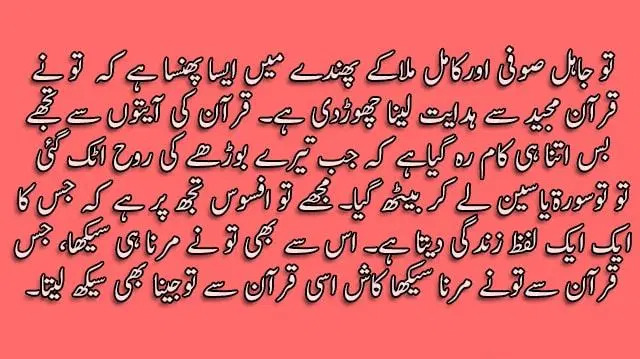 تو جاہل صوفی اور کامل ملا کے پھندے میں ایسا پھنسا ہے کہ تو نے
قرآن مجید سے ہدایت لینا چھوڑ دی ہے۔ قرآن کی آیتوں سے تجھے
بس اتنا ہی کام رہ گیا ہے کہ جب تیرے بوڑھے کی روح اٹک گئی
تو تو سورۃ یاسین لے کر بیٹھ گیا۔ مجھے تو افسوس تجھ پر ہے کہ جس کا
ایک ایک لفظ زندگی دیتا ہے۔ اس سے بھی تو نے مرنا ہی سیکھا، جس
قرآن سے تونے مرنا سیکھا کاش اسی قرآن سے تو جینا بھی سیکھ لیتا۔